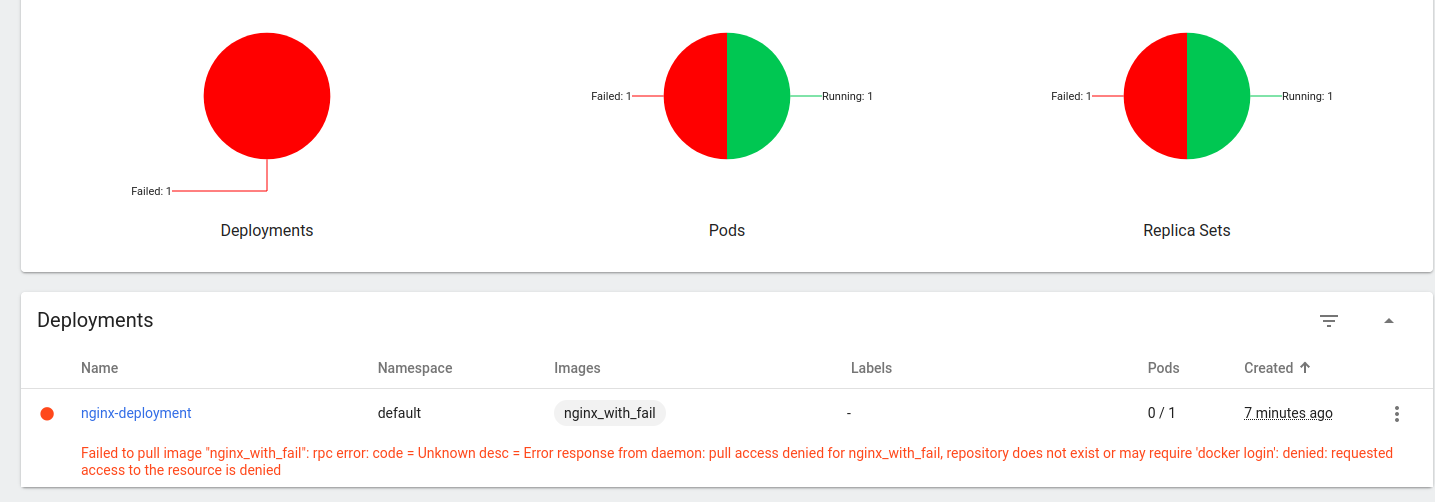 Failed: 1
Running: 1
Failed: 1
Running: 1
Failed: 1
Deployments
Pods
Replica Sets
Deployments
Name Namespace Images Labels Pods Created
nginx-deployment default nginx_with_fail - 0 / 1 7 minutes ago
Failed to pull image "nginx_with_fail": rpc error: code = Unknown desc = Error response from daemon: pull access denied for nginx_with_fail, repository does not exist or may require 'docker login': denied: requested
access to the resource is denied